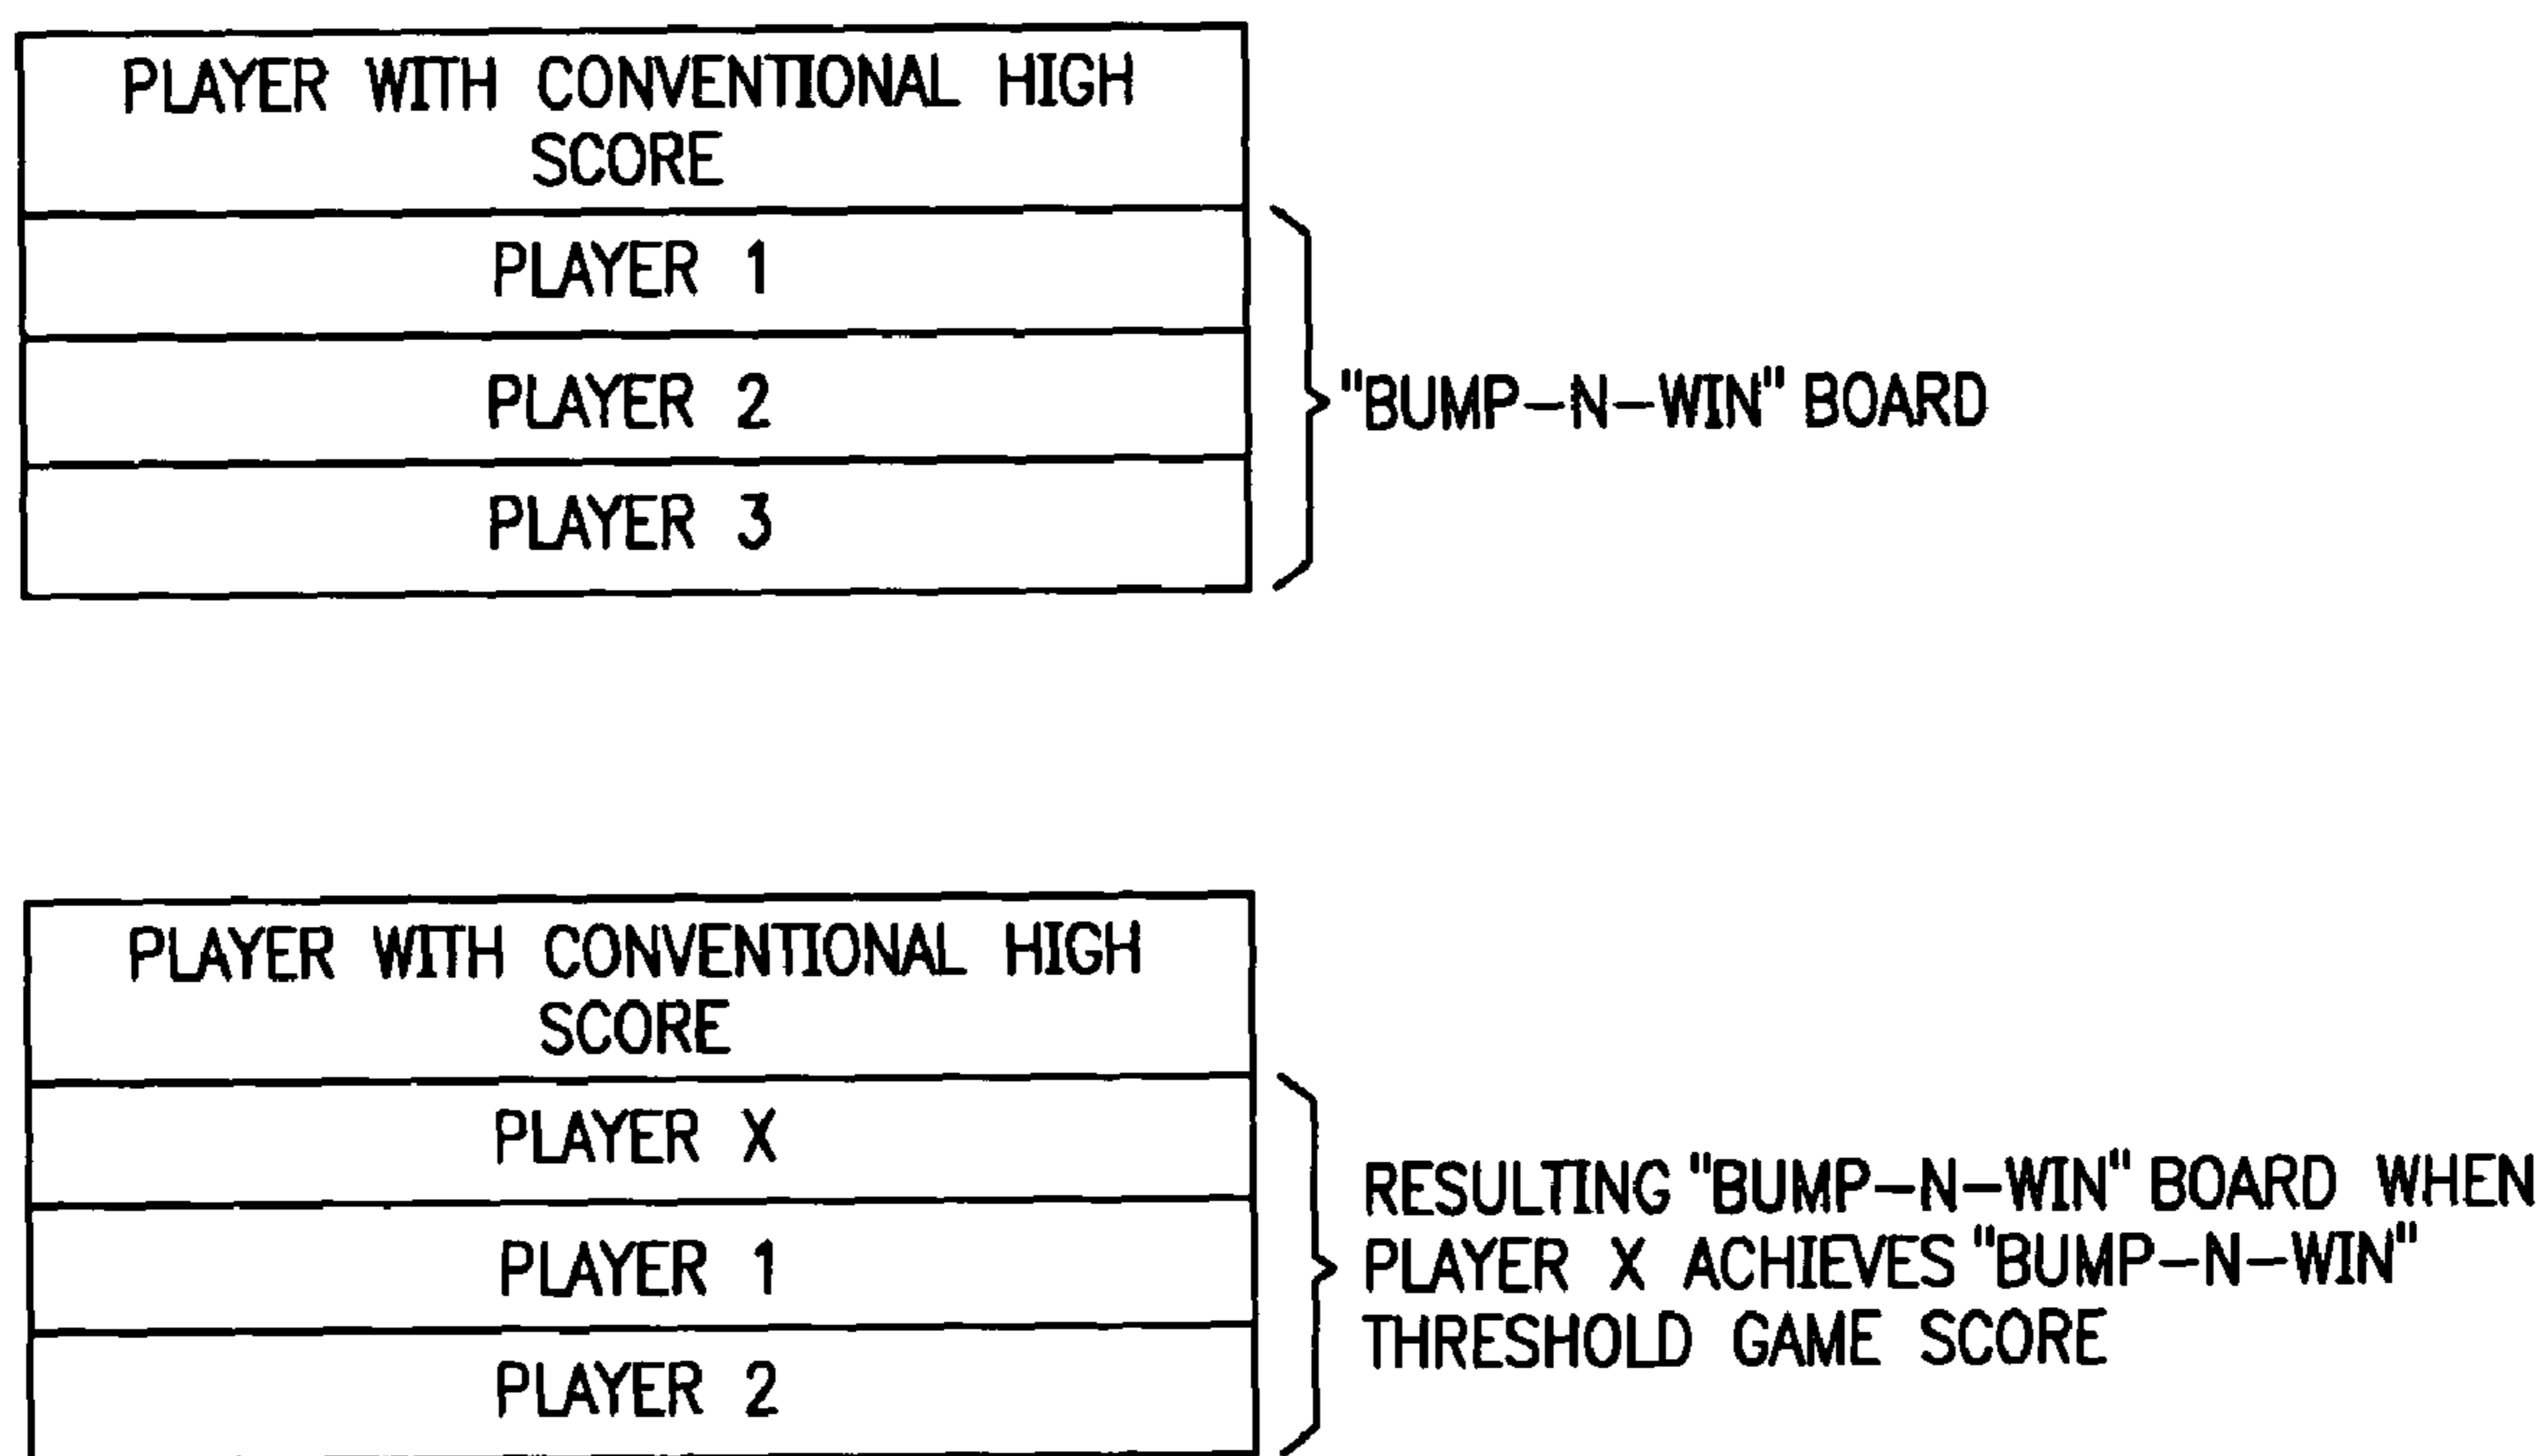 PLAYER WITH CONVENTIONAL HIGH
SCORE
PLAYER 1
PLAYER 2
PLAYER 3
"BUMP-N-WIN" BOARD
PLAYER WITH CONVENTIONAL HIGH
SCORE
PLAYER X
PLAYER 1
PLAYER 2
RESULTING "BUMP-N-WIN" BOARD WHEN
PLAYER X ACHIEVES "BUMP-N-WIN"
THRESHOLD GAME SCORE